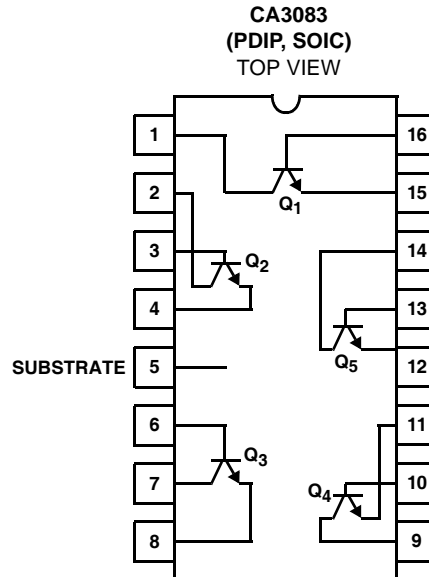 CA3083
(PDIP, SOIC)
TOP VIEW
1
16
2
Q1
15
3
Q2
14
4
13
SUBSTRATE
5
Q5
12
6
11
7
Q3
Q4
10
8
9